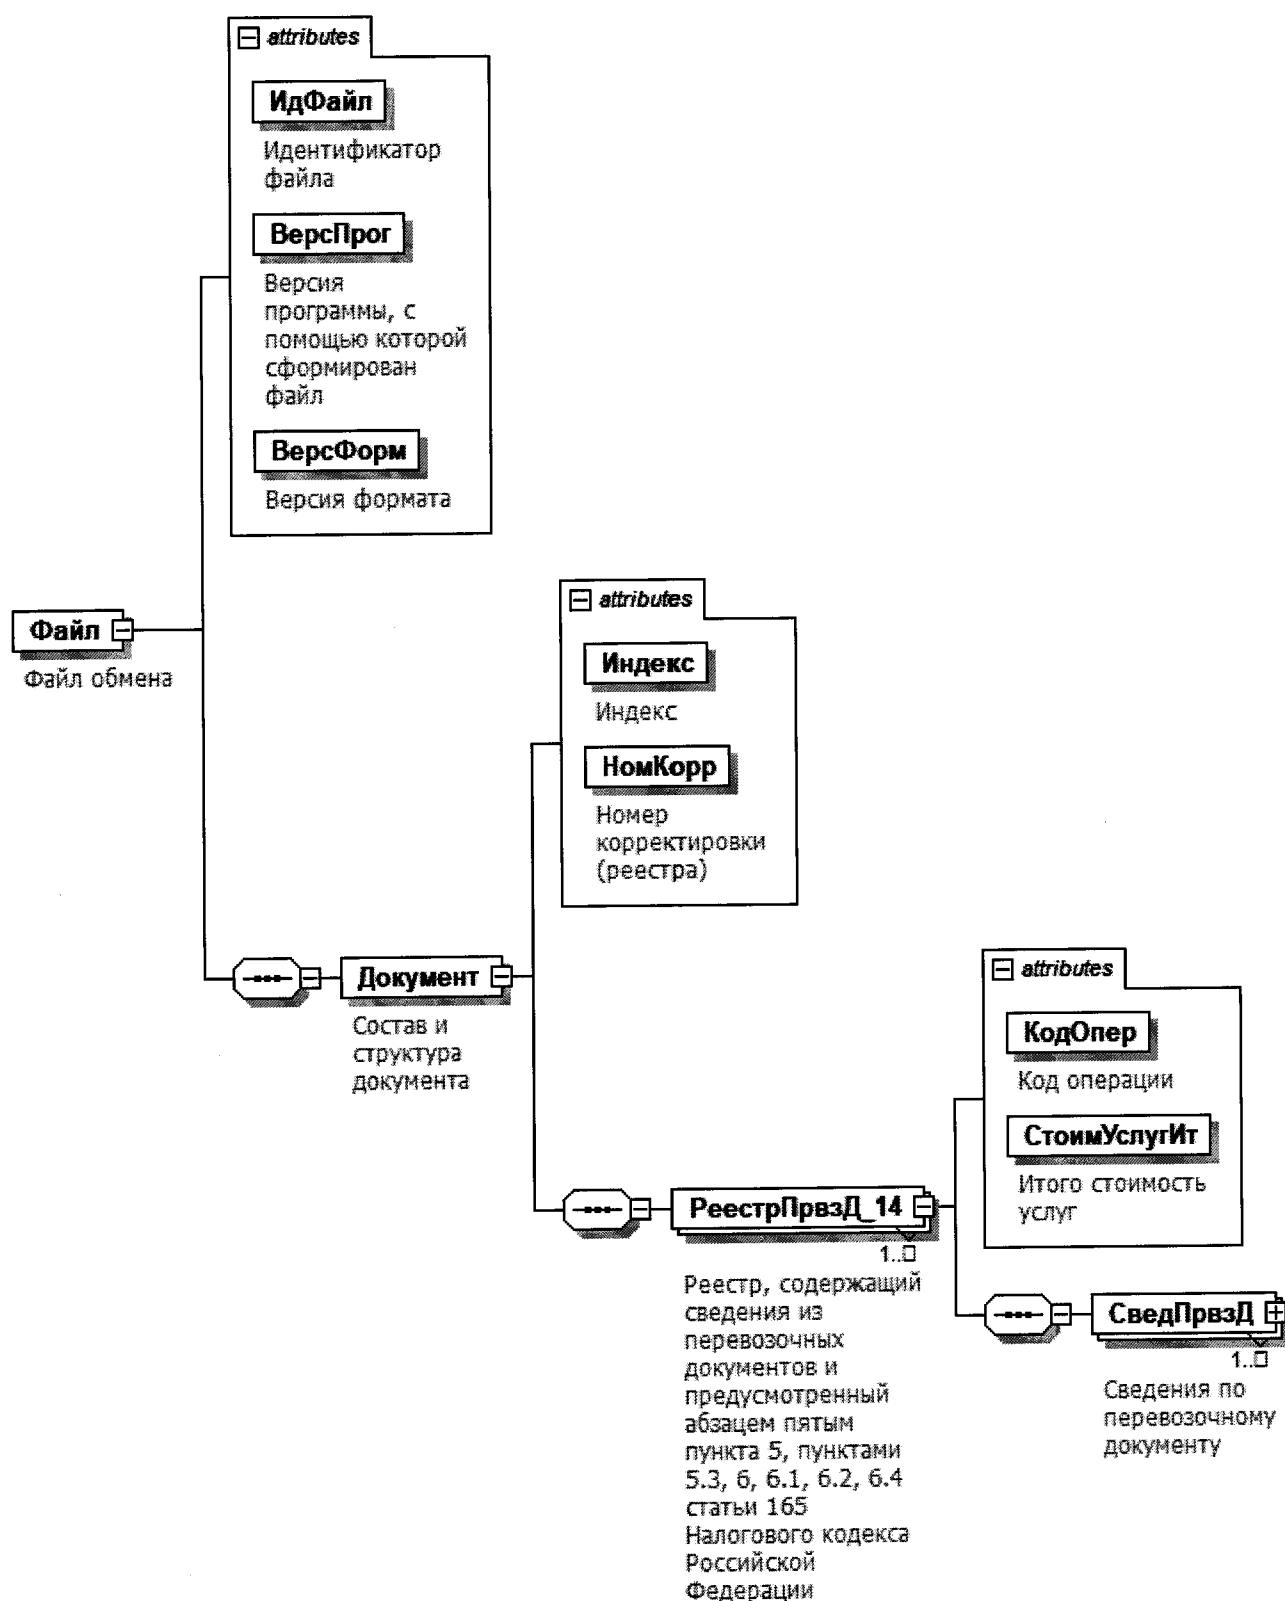 attributes
ИдФайл
Идентификатор
файла
ВерсПрог
Версия
программы, с
помощью которой
сформирован
файл
ВерсФорм
Версия формата
Файл
Файл обмена
attributes
Индекс
Индекс
НомКорр
Номер
корректировки
(реестра)
Документ
Состав и
структура
документа
attributes
КодОпер
Код операции
СтоимУслугИт
Итого стоимость
услуг
РеестрПрвзД_14
1..□
Реестр, содержащий
сведения из
перевозочных
документов и
предусмотренный
абзацем пятым
пункта 5, пунктами
5.3, 6, 6.1, 6.2, 6.4
статьи 165
Налогового кодекса
Российской
Федерации
СведПрвзД
1..□
Сведения по
перевозочному
документу